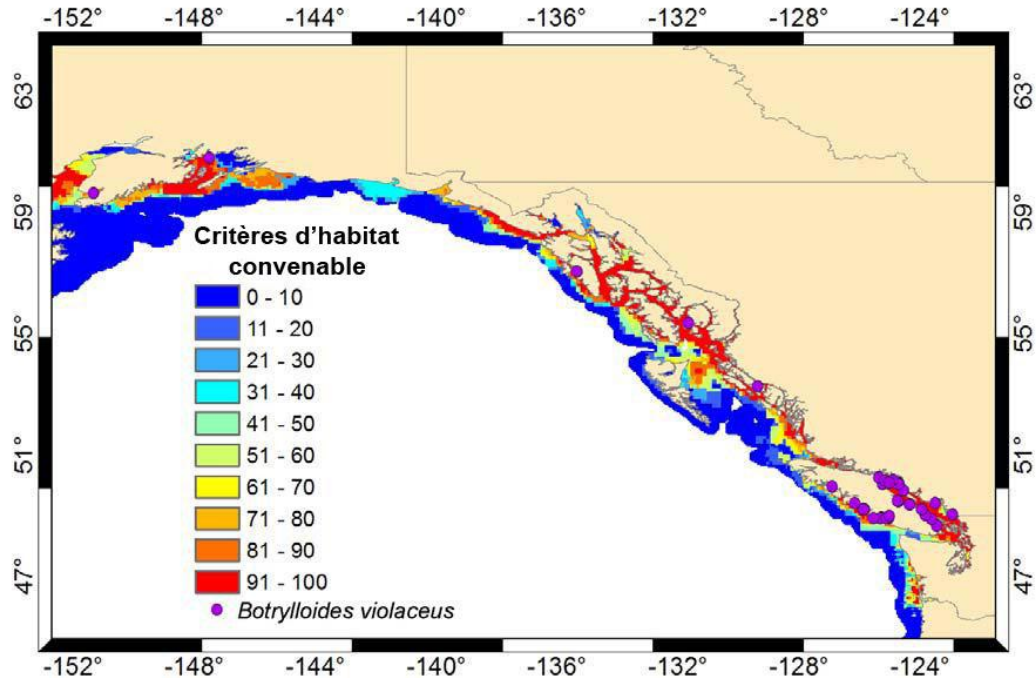 -152° -148° -144° -140° -136° -132° -128° -124°
63° 63°
59° 59°
55° 55°
51° 51°
47° 47°
Critères d'habitat
convenable
0 - 10
11 - 20
21 - 30
31 - 40
41 - 50
51 - 60
61 - 70
71 - 80
81 - 90
91 - 100
Botrylloides violaceus
-152° -148° -144° -140° -136° -132° -128° -124°